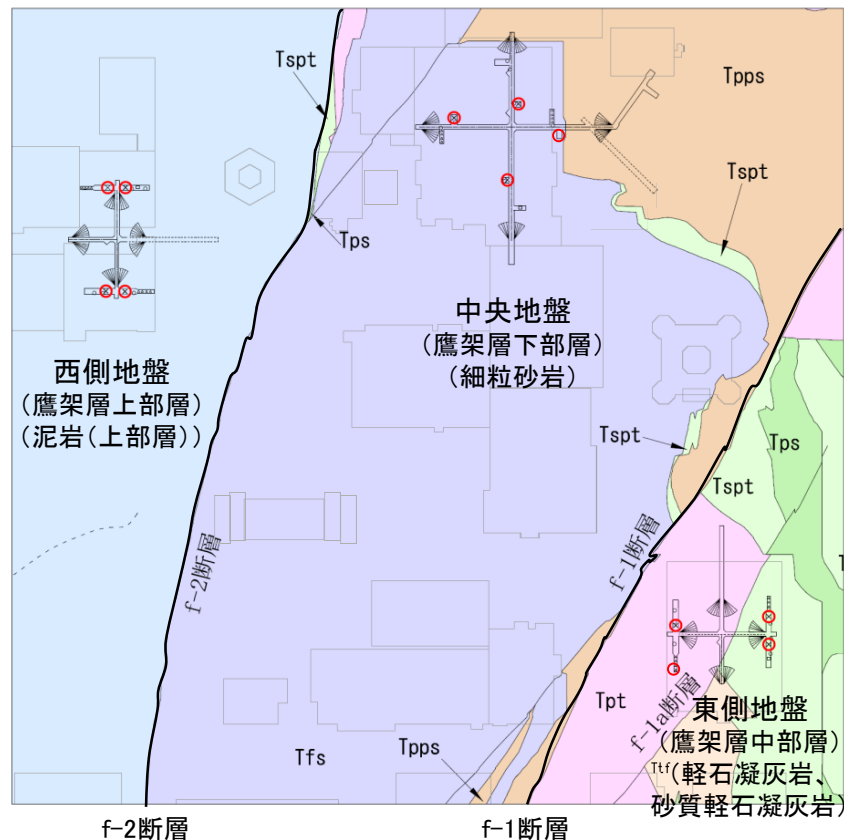 Tspt
Tpps
Tspt
Tps
中央地盤
(鷹架層下部層)
(細粒砂岩)
西側地盤
(鷹架層上部層)
(泥岩(上部層))
Tspt
Tps
Tspt
f-2断層
f-1断層
Tpt
f-1a断層
東側地盤
(鷹架層中部層)
Ttf(軽石凝灰岩、
砂質軽石凝灰岩)
Tfs
Tpps
f-2断層
f-1断層